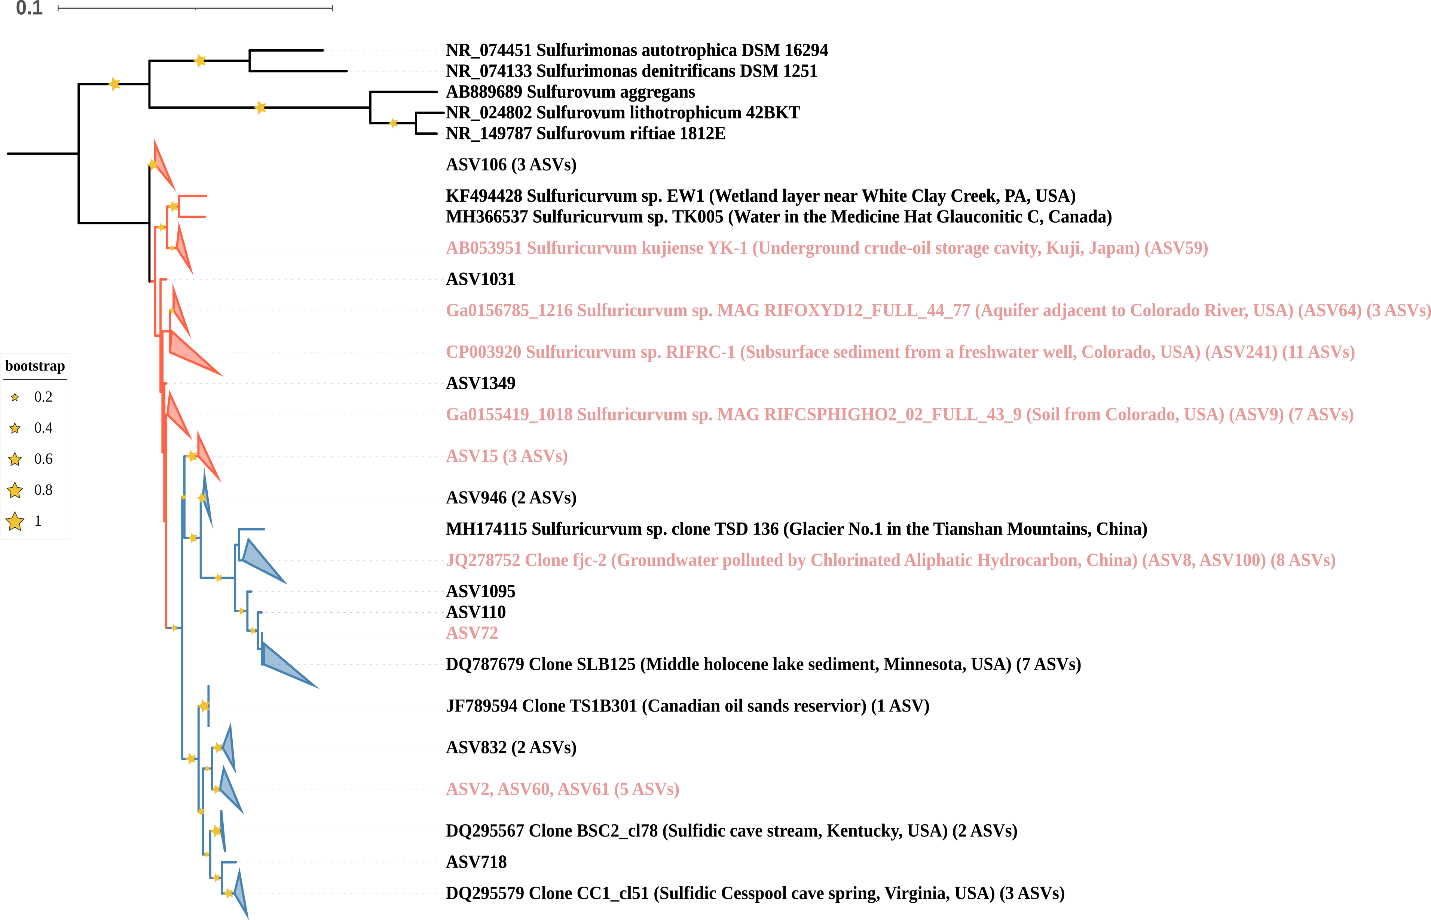 0.1
NR_074451 Sulfurimonas autotrophica DSM 16294
NR_074133 Sulfurimonas denitrificans DSM 1251
AB889689 Sulfurovum aggregans
NR_024802 Sulfurovum lithotrophicum 42BKT
NR_149787 Sulfurovum riftiae 1812E
ASV106 (3 ASVs)
KF494428 Sulfuricurvum sp. EW1 (Wetland layer near White Clay Creek, PA, USA)
MH366537 Sulfuricurvum sp. TK005 (Water in the Medicine Hat Glauconitic C, Canada)
AB053951 Sulfuricurvum kujiense YK-1 (Underground crude-oil storage cavity, Kuji, Japan) (ASV59)
ASV1031
Ga0156785_1216 Sulfuricurvum sp. MAG RIFOXYD12_FULL_44_77 (Aquifer adjacent to Colorado River, USA) (ASV64) (3 ASVs)
CP003920 Sulfuricurvum sp. RIFRC-1 (Subsurface sediment from a freshwater well, Colorado, USA) (ASV241) (11 ASVs)
ASV1349
Ga0155419_1018 Sulfuricurvum sp. MAG RIFCSPHIGHO2_02_FULL_43_9 (Soil from Colorado, USA) (ASV9) (7 ASVs)
ASV15 (3 ASVs)
ASV946 (2 ASVs)
MH174115 Sulfuricurvum sp. clone TSD 136 (Glacier No.1 in the Tianshan Mountains, China)
JQ278752 Clone fjc-2 (Groundwater polluted by Chlorinated Aliphatic Hydrocarbon, China) (ASV8, ASV100) (8 ASVs)
ASV1095
ASV110
ASV72
DQ787679 Clone SLB125 (Middle holocene lake sediment, Minnesota, USA) (7 ASVs)
JF789594 Clone TS1B301 (Canadian oil sands reservior) (1 ASV)
ASV832 (2 ASVs)
ASV2, ASV60, ASV61 (5 ASVs)
DQ295567 Clone BSC2_cl78 (Sulfidic cave stream, Kentucky, USA) (2 ASVs)
ASV718
DQ295579 Clone CC1_cl51 (Sulfidic Cesspool cave spring, Virginia, USA) (3 ASVs)
bootstrap
0.2
0.4
0.6
0.8
1